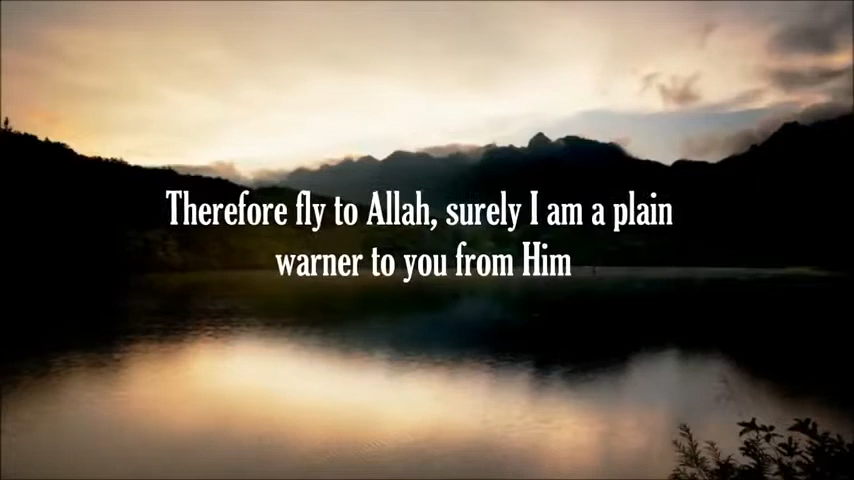 Therefore fly to Allah, surely I am a plain
warner to you from Him